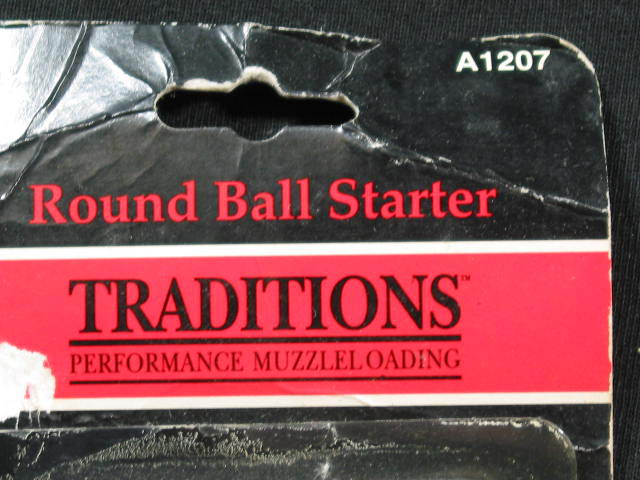 A1207
Round Ball Starter
TRADITIONS™
PERFORMANCE MUZZLELOADING